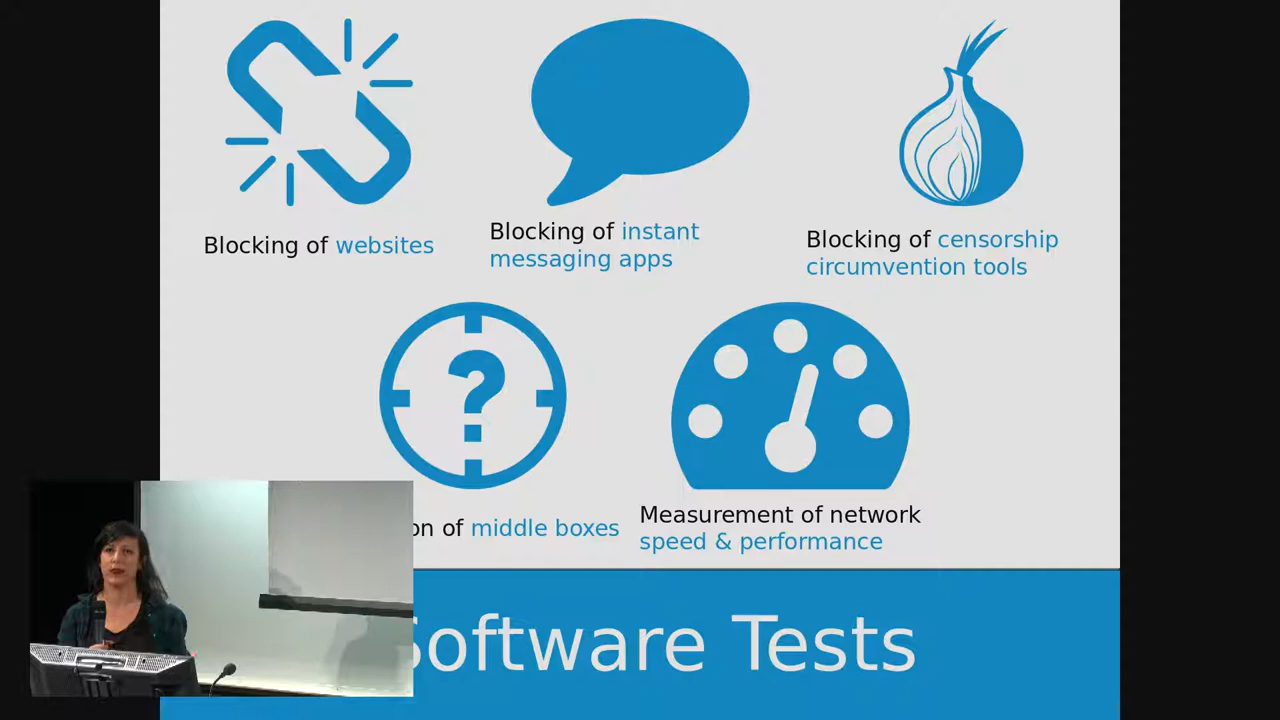 Blocking of websites
Blocking of instant
messaging apps
Blocking of censorship
circumvention tools
on of middle boxes
Measurement of network
speed & performance
Software Tests